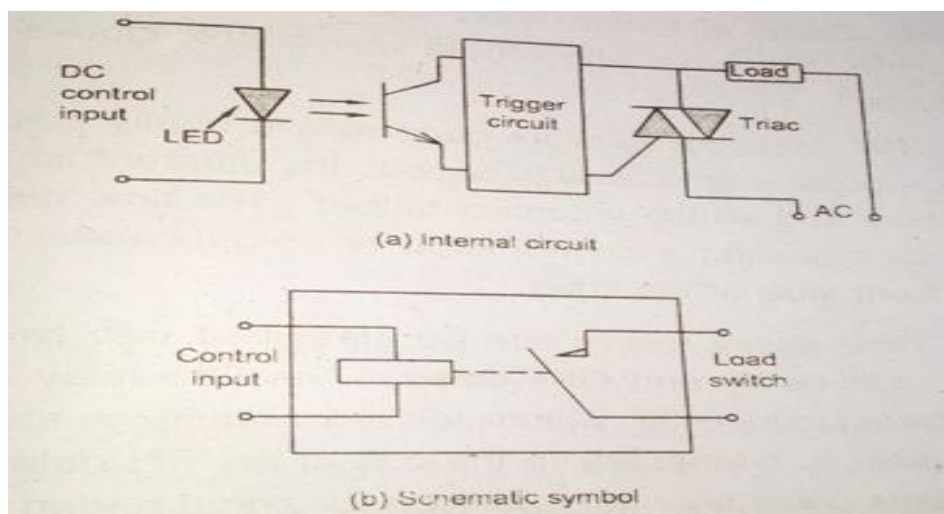 DC
control
input
LED
Trigger
circuit
Load
Triac
AC
(a) Internal circuit
Control
input
Load
switch
(b) Schematic symbol